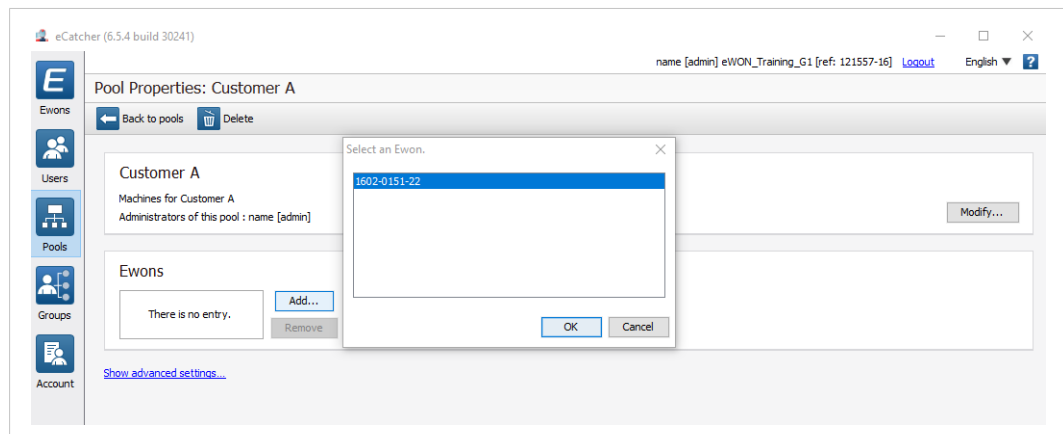 eCatcher (6.5.4 build 30241)
name [admin] eWON_Training_G1 [ref: 121557-16] Logout English ▼ ?
E
Ewons
Users
Pools
Groups
Account
Pool Properties: Customer A
Back to pools Delete
Customer A
Machines for Customer A
Administrators of this pool : name [admin]
Modify...
Ewons
There is no entry.
Add...
Remove
Show advanced settings...
Select an Ewon.
1602-0151-22
OK Cancel